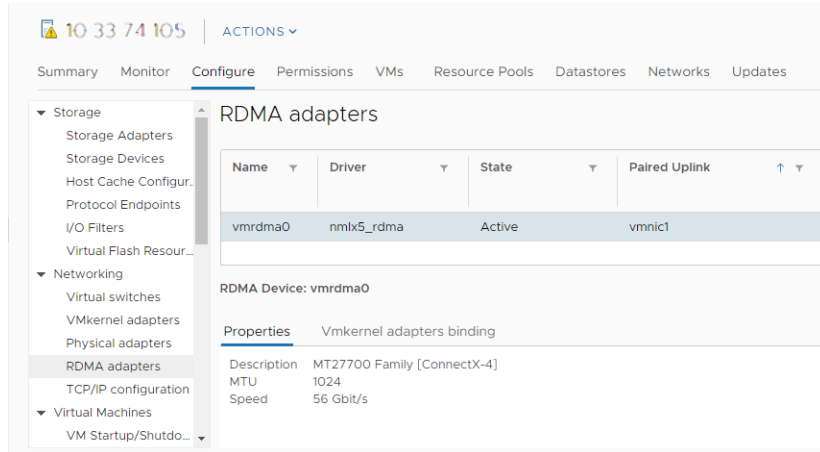 10 33 74 105 ACTIONS
Summary Monitor Configure Permissions VMs Resource Pools Datastores Networks Updates
Storage
Storage Adapters
Storage Devices
Host Cache Configur..
Protocol Endpoints
I/O Filters
Virtual Flash Resour...
Networking
Virtual switches
VMkernel adapters
Physical adapters
RDMA adapters
TCP/IP configuration
Virtual Machines
VM Startup/Shutdo...
RDMA adapters
Name Driver State Paired Uplink
vmrdma0 nmlx5_rdma Active vmnic1
RDMA Device: vmrdma0
Properties Vmkernel adapters binding
Description MT27700 Family [ConnectX-4]
MTU 1024
Speed 56 Gbit/s